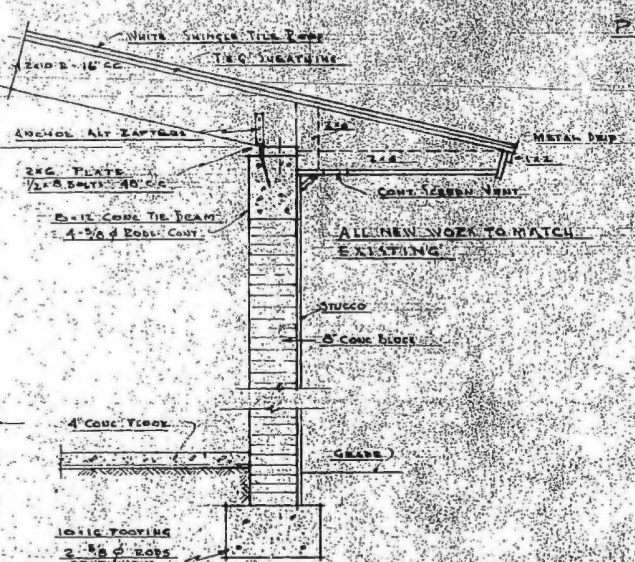 P
WHITE SHINGLE TILE ROOF
T&G. SHEATHING
2x10 2 - 16" C.C.
ANCHOR ALT RAFTERS
2x4
METAL DRIP
1x2
2x6 PLATE
1/2 x 8 BOLTS - 48" C.C.
2x4
CONT. SCREEN VENT
8x12 CONC TIE BEAM
4 - 5/8 Ø RODS CONT.
ALL NEW WORK TO MATCH
EXISTING
STUCCO
8" CONC BLOCK
4" CONC FLOOR
GRADE
10x16 FOOTING
2 5/8 Ø RODS